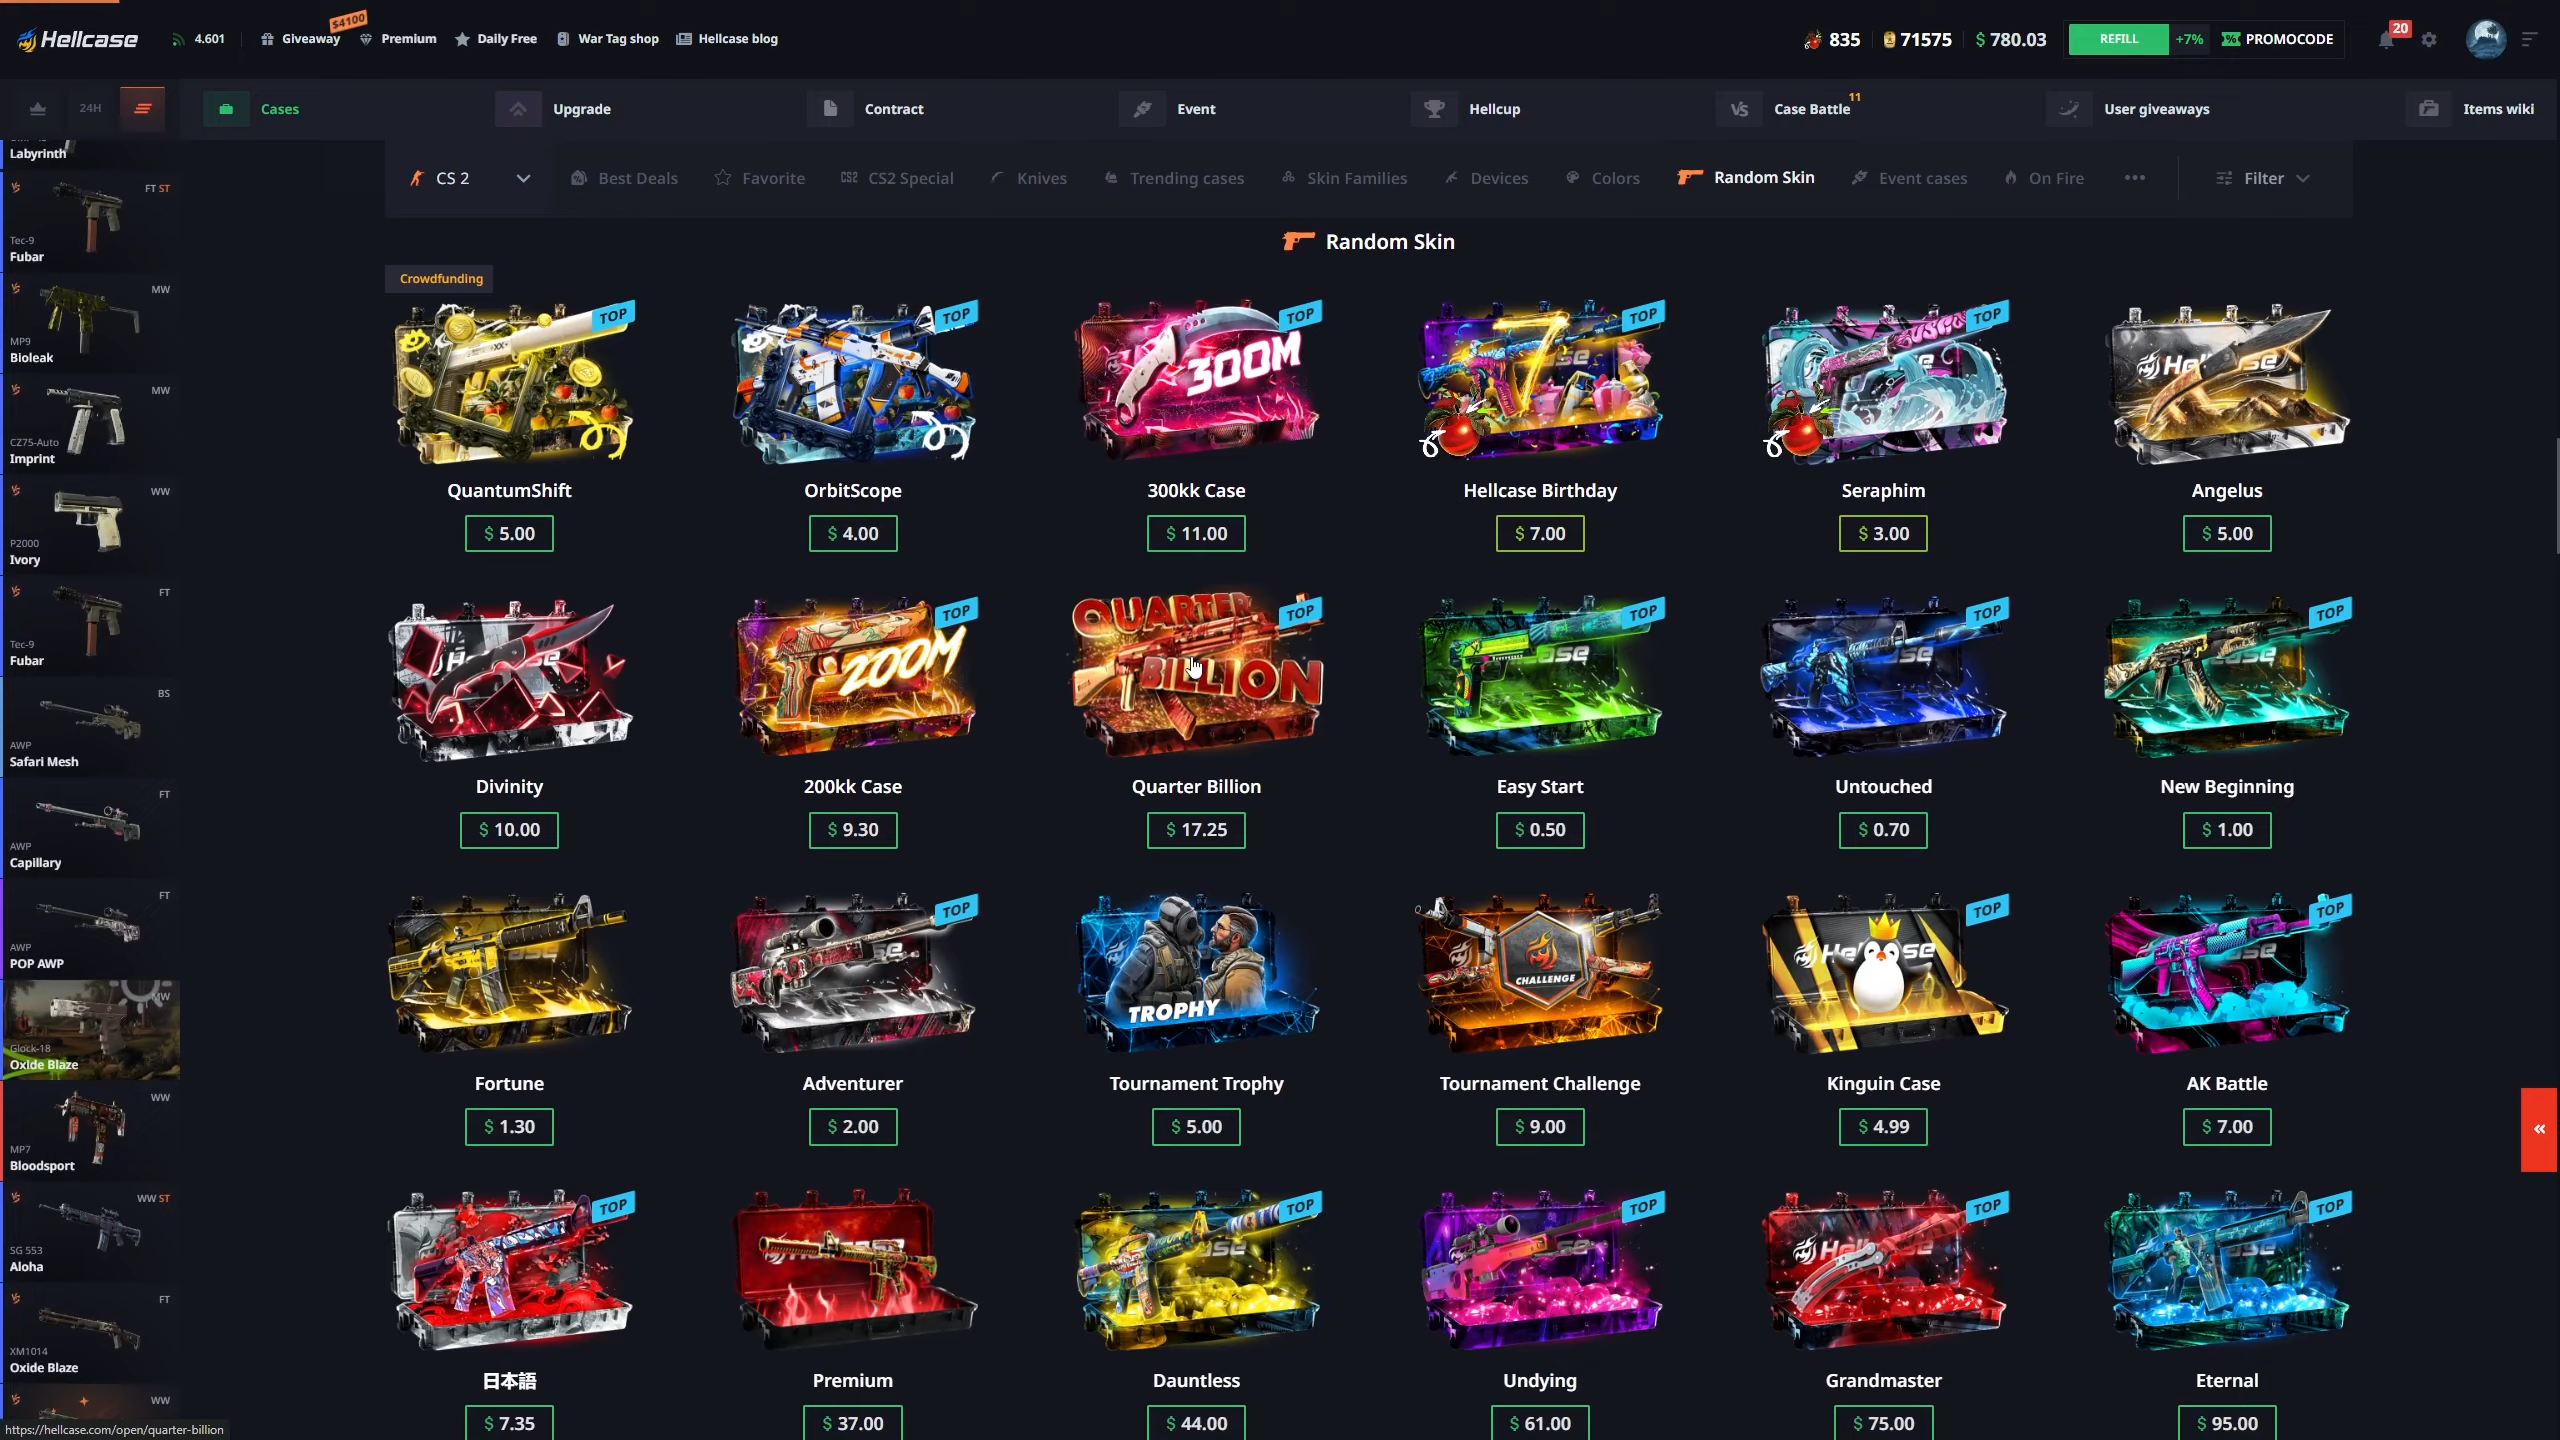 Hellcase
4.601
Giveaway
$4100
Premium
Daily Free
War Tag shop
Hellcase blog
835
71575
$ 780.03
REFILL
+7%
PROMOCODE
20
24H
Cases
Upgrade
Contract
Event
Hellcup
VS
Case Battle
11
User giveaways
Items wiki
CS 2
Best Deals
Favorite
CS2
CS2 Special
Knives
Trending cases
Skin Families
Devices
Colors
Random Skin
Event cases
On Fire
Filter
Labyrinth
FT ST
Tec-9
Fubar
MW
MP9
Bioleak
MW
CZ75-Auto
Imprint
WW
P2000
Ivory
FT
Tec-9
Fubar
BS
AWP
Safari Mesh
FT
AWP
Capillary
FT
AWP
POP AWP
MW
Glock-18
Oxide Blaze
WW
MP7
Bloodsport
WW ST
SG 553
Aloha
FT
XM1014
Oxide Blaze
WW
Random Skin
Crowdfunding
TOP
TOP
300M
TOP
TOP
TOP
QuantumShift
OrbitScope
300kk Case
Hellcase Birthday
Seraphim
Angelus
$ 5.00
$ 4.00
$ 11.00
$ 7.00
$ 3.00
$ 5.00
200M
TOP
QUARTER
BILLION
TOP
TOP
TOP
TOP
Divinity
200kk Case
Quarter Billion
Easy Start
Untouched
New Beginning
$ 10.00
$ 9.30
$ 17.25
$ 0.50
$ 0.70
$ 1.00
TOP
TROPHY
CHALLENGE
TOP
TOP
Fortune
Adventurer
Tournament Trophy
Tournament Challenge
Kinguin Case
AK Battle
$ 1.30
$ 2.00
$ 5.00
$ 9.00
$ 4.99
$ 7.00
TOP
TOP
TOP
TOP
TOP
日本語
Premium
Dauntless
Undying
Grandmaster
Eternal
$ 7.35
$ 37.00
$ 44.00
$ 61.00
$ 75.00
$ 95.00
https://hellcase.com/open/quarter-billion